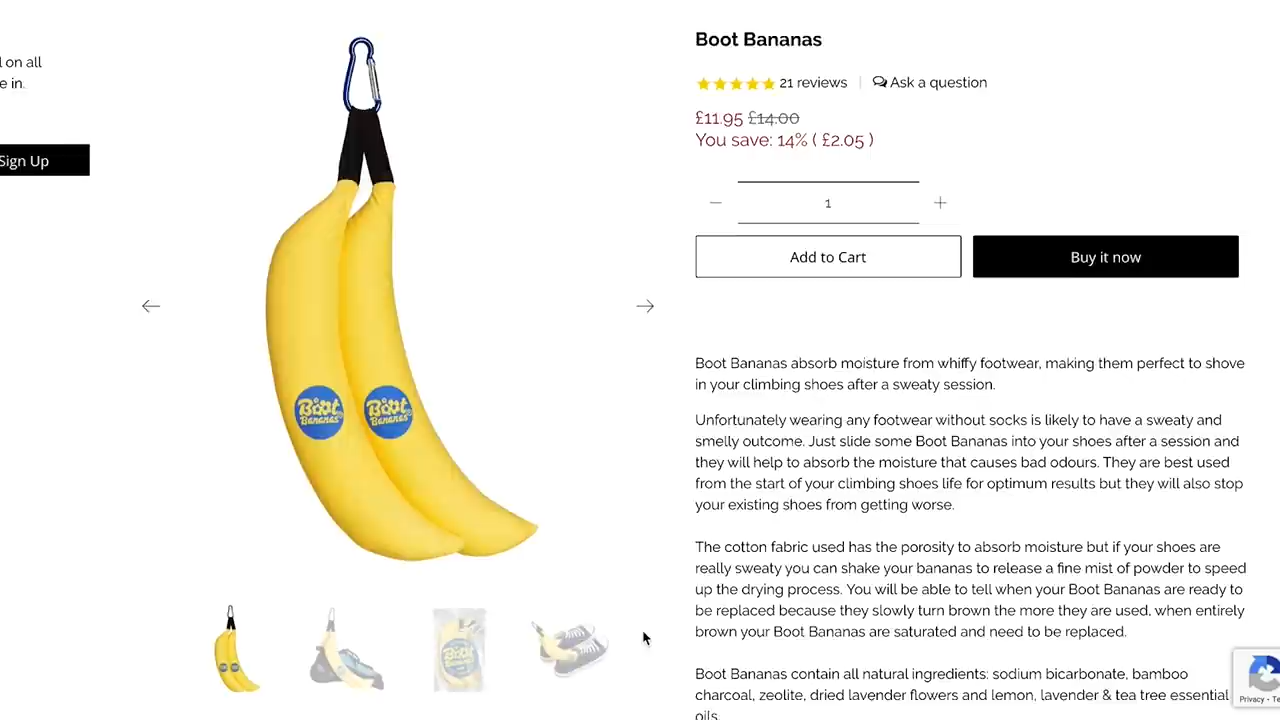 l on all
e in.
Sign Up
Boot Bananas
Boot Bananas
Boot Bananas
21 reviews
Ask a question
£11.95 £14.00
You save: 14% ( £2.05 )
1
Add to Cart
Buy it now
Boot Bananas absorb moisture from whiffy footwear, making them perfect to shove
in your climbing shoes after a sweaty session.
Unfortunately wearing any footwear without socks is likely to have a sweaty and
smelly outcome. Just slide some Boot Bananas into your shoes after a session and
they will help to absorb the moisture that causes bad odours. They are best used
from the start of your climbing shoes life for optimum results but they will also stop
your existing shoes from getting worse.
The cotton fabric used has the porosity to absorb moisture but if your shoes are
really sweaty you can shake your bananas to release a fine mist of powder to speed
up the drying process. You will be able to tell when your Boot Bananas are ready to
be replaced because they slowly turn brown the more they are used, when entirely
brown your Boot Bananas are saturated and need to be replaced.
Boot Bananas contain all natural ingredients: sodium bicarbonate, bamboo
charcoal, zeolite, dried lavender flowers and lemon, lavender & tea tree essential
oils.
Privacy - Te